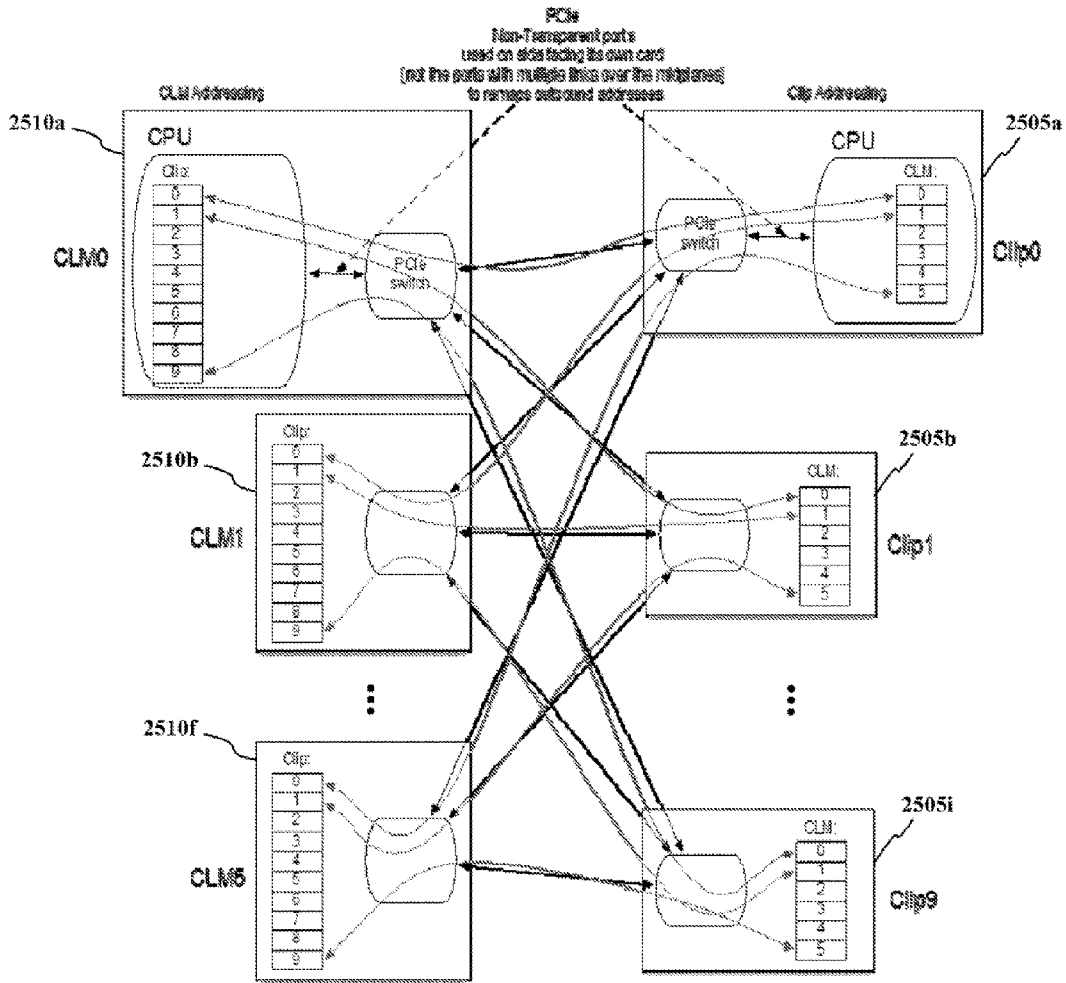 PCIe
Non-Transparent ports
used on side facing its own card
[not the ports with multiple links over the midplanes]
to remaps outbound addresses
CLM Addressing
Clip Addressing
2510a
2505a
CPU
CPU
Clip:
0
1
2
3
4
5
6
7
8
9
CLM:
0
1
2
3
4
5
CLM0
PCIe
switch
PCIe
switch
Clip0
2510b
2505b
Clip:
0
1
2
3
4
5
6
7
8
9
CLM:
0
1
2
3
4
5
CLM1
Clip1
2510f
2505i
Clip:
0
1
2
3
4
5
6
7
8
9
CLM:
0
1
2
3
4
5
CLM5
Clip9